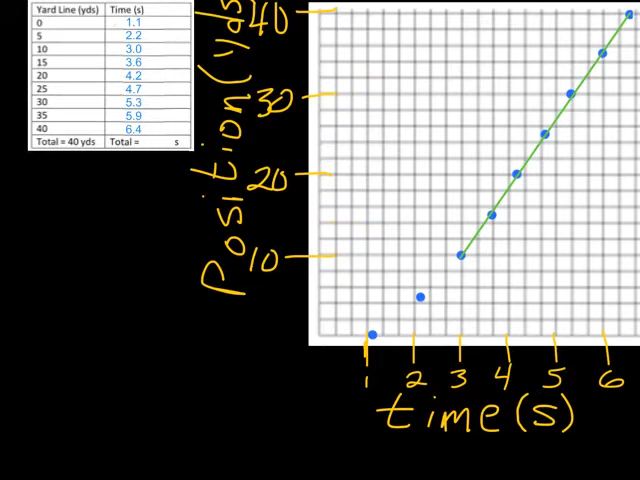 Yard Line (yds) Time (s)
0 1.1
5 2.2
10 3.0
15 3.6
20 4.2
25 4.7
30 5.3
35 5.9
40 6.4
Total = 40 yds Total = s
Position (yds
40
30
20
10
1 2 3 4 5 6
time (s)